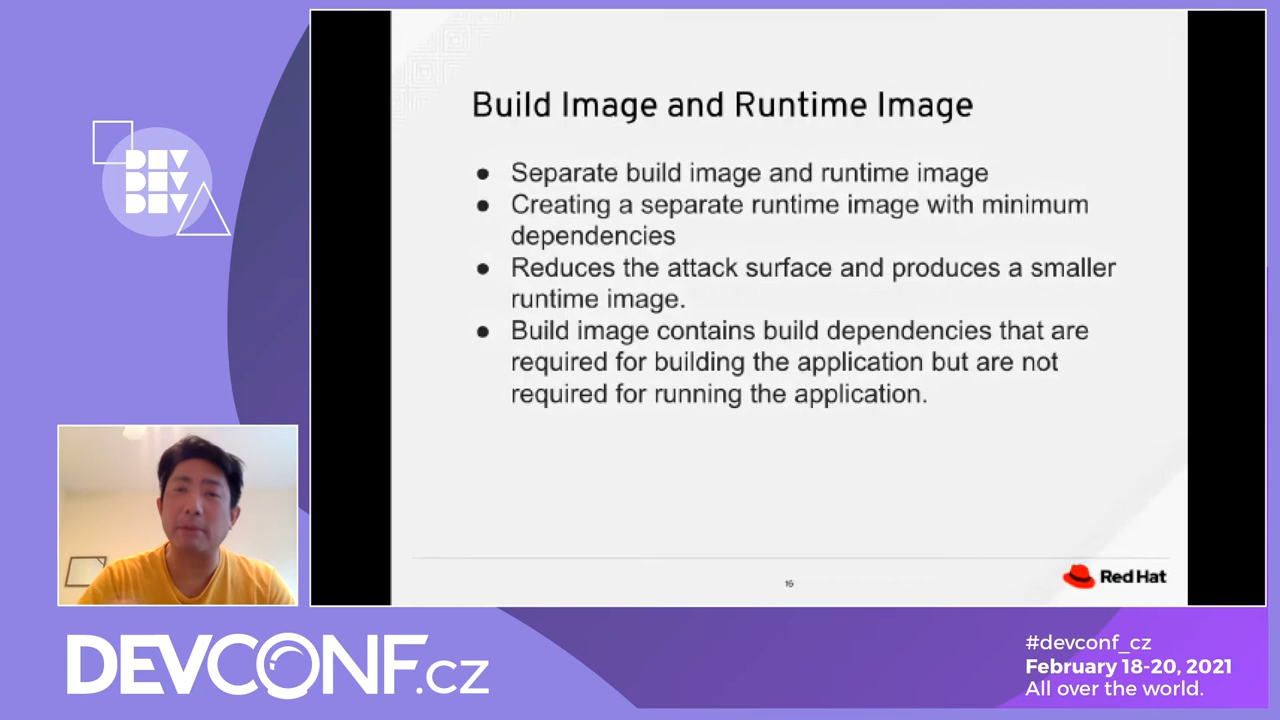 DEV
DEV
DEV
Build Image and Runtime Image
● Separate build image and runtime image
● Creating a separate runtime image with minimum
dependencies
● Reduces the attack surface and produces a smaller
runtime image.
● Build image contains build dependencies that are
required for building the application but are not
required for running the application.
16
Red Hat
DEVCONF.cz
#devconf_cz
February 18-20, 2021
All over the world.